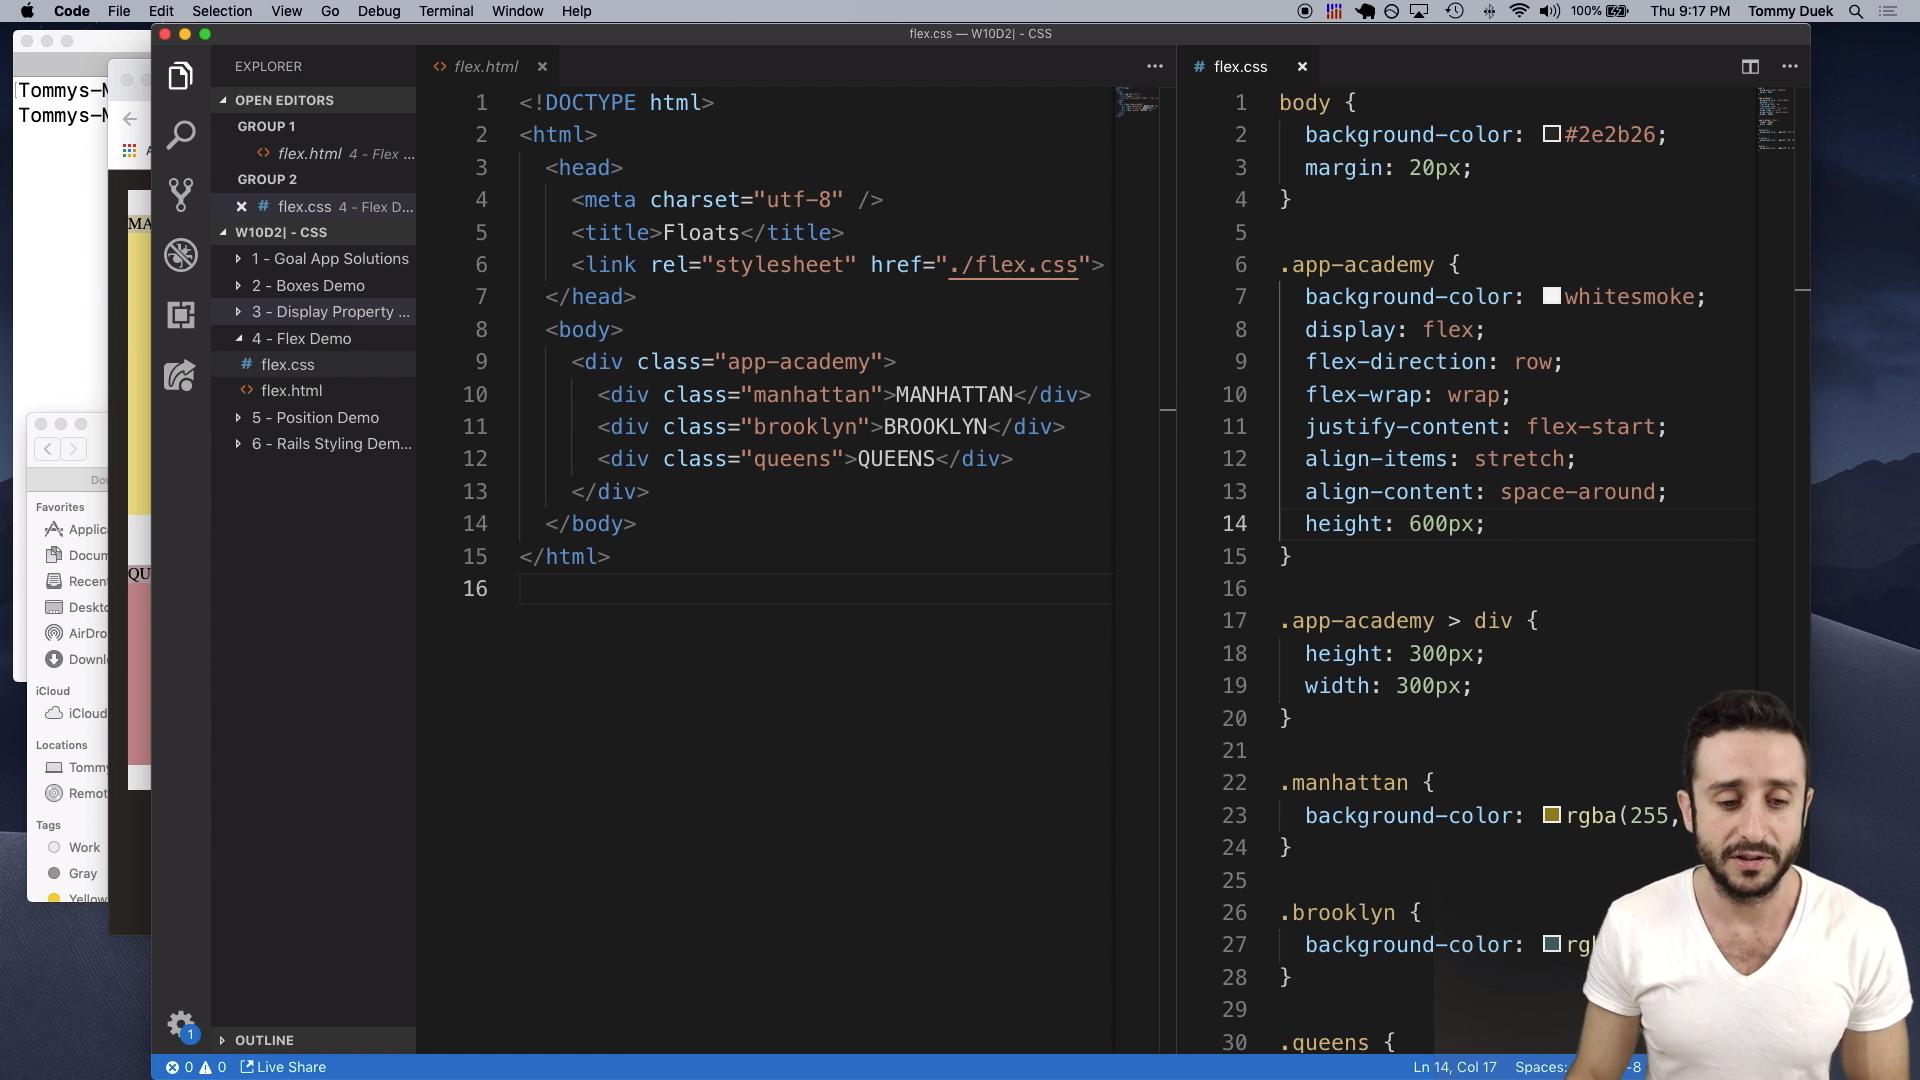 Code File Edit Selection View Go Debug Terminal Window Help 100% Thu 9:17 PM Tommy Duek
flex.css — W10D2| - CSS
Tommys-M
Tommys-M
EXPLORER
OPEN EDITORS
GROUP 1
flex.html 4 - Flex ...
GROUP 2
flex.css 4 - Flex D...
W10D2| - CSS
1 - Goal App Solutions
2 - Boxes Demo
3 - Display Property ...
4 - Flex Demo
flex.css
flex.html
5 - Position Demo
6 - Rails Styling Dem...
OUTLINE
MA
QU
Favorites
Applic
Docum
Recen
Deskto
AirDro
Downl
iCloud
iCloud
Locations
Tommy
Remot
Tags
Work
Gray
Yellow
flex.html
1 <!DOCTYPE html>
2 <html>
3 <head>
4 <meta charset="utf-8" />
5 <title>Floats</title>
6 <link rel="stylesheet" href="./flex.css">
7 </head>
8 <body>
9 <div class="app-academy">
10 <div class="manhattan">MANHATTAN</div>
11 <div class="brooklyn">BROOKLYN</div>
12 <div class="queens">QUEENS</div>
13 </div>
14 </body>
15 </html>
16
flex.css
1 body {
2 background-color: #2e2b26;
3 margin: 20px;
4 }
5
6 .app-academy {
7 background-color: whitesmoke;
8 display: flex;
9 flex-direction: row;
10 flex-wrap: wrap;
11 justify-content: flex-start;
12 align-items: stretch;
13 align-content: space-around;
14 height: 600px;
15 }
16
17 .app-academy > div {
18 height: 300px;
19 width: 300px;
20 }
21
22 .manhattan {
23 background-color: rgba(255,
24 }
25
26 .brooklyn {
27 background-color: rgb
28 }
29
30 .queens {
1
0 0 Live Share
Ln 14, Col 17 Spaces: -8